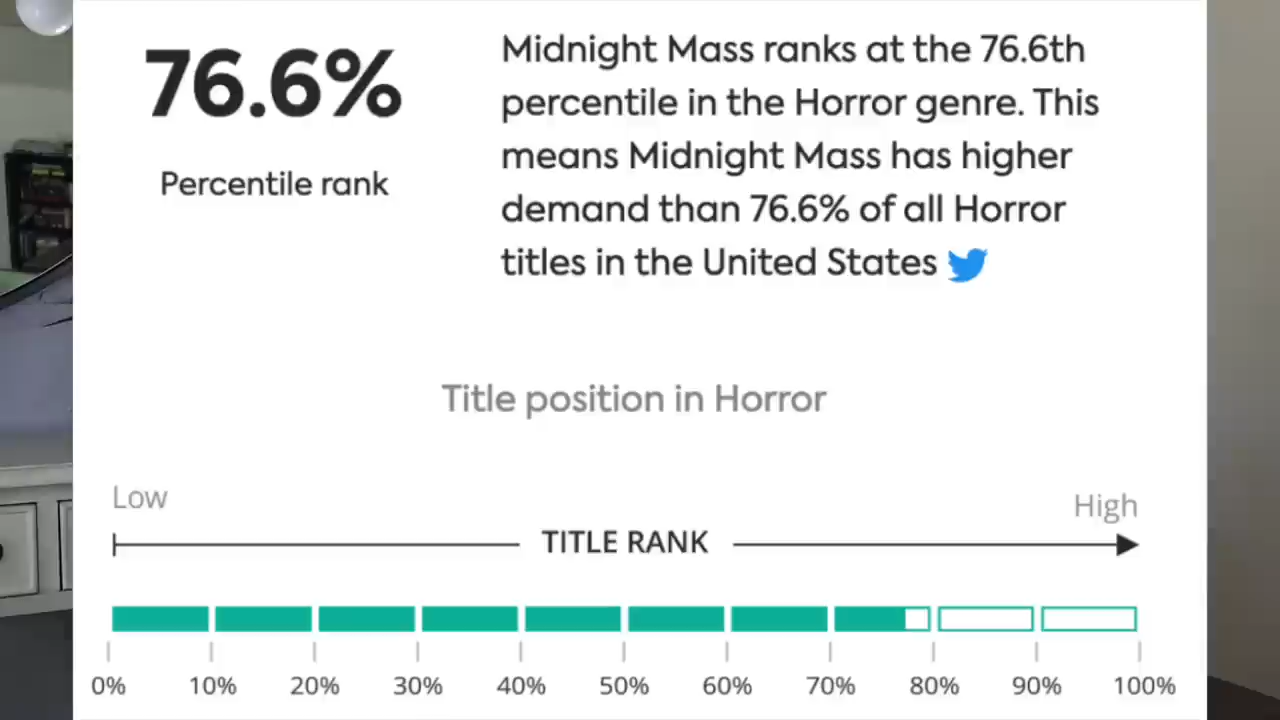 76.6%
Percentile rank
Midnight Mass ranks at the 76.6th
percentile in the Horror genre. This
means Midnight Mass has higher
demand than 76.6% of all Horror
titles in the United States
Title position in Horror
Low
High
TITLE RANK
0% 10% 20% 30% 40% 50% 60% 70% 80% 90% 100%